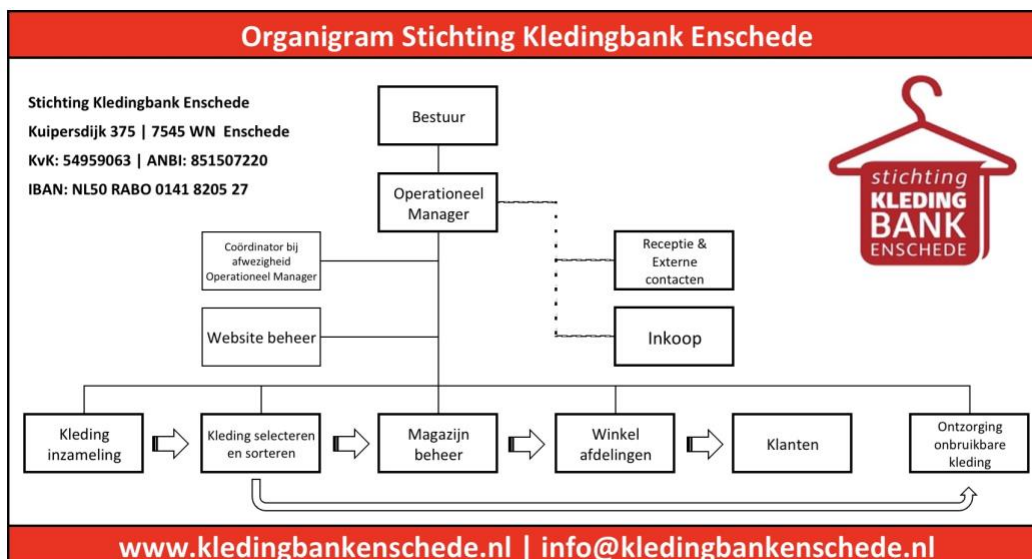 Organigram Stichting Kledingbank Enschede
Stichting Kledingbank Enschede
Kuipersdijk 375 | 7545 WN Enschede
KvK: 54959063 | ANBI: 851507220
IBAN: NL50 RABO 0141 8205 27
Bestuur
stichting
KLEDING
BANK
ENSCHEDE
Operationeel
Manager
Coördinator bij
afwezigheid
Operationeel Manager
Receptie &
Externe
contacten
Website beheer
Inkoop
Kleding
inzameling
Kleding selecteren
en sorteren
Magazijn
beheer
Winkel
afdelingen
Klanten
Ontzorging
onbruikbare
kleding
www.kledingbankenschede.nl | info@kledingbankenschede.nl